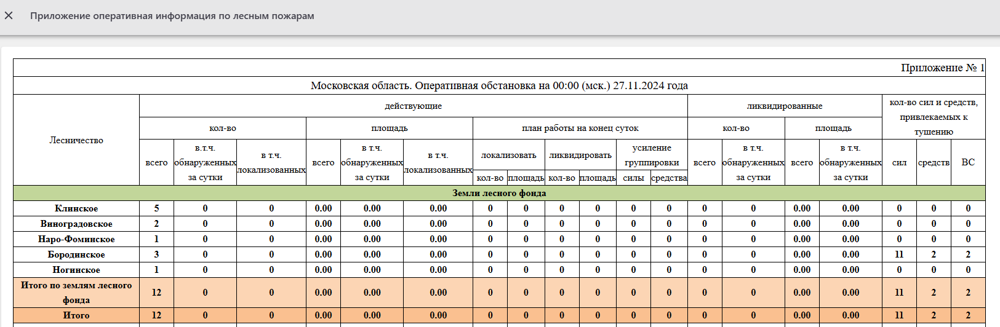 Приложение оперативная информация по лесным пожарам
Приложение № 1
Московская область. Оперативная обстановка на 00:00 (мск.) 27.11.2024 года
Лесничество
действующие
ликвидированные
кол-во сил и средств,
привлекаемых к
тушению
кол-во
площадь
план работы на конец суток
кол-во
площадь
всего
в.т.ч.
обнаруженных
за сутки
в т.ч.
локализованных
всего
в т.ч.
обнаруженных
за сутки
в т.ч.
локализованных
локализовать
ликвидировать
усиление
группировки
всего
в т.ч.
обнаруженных
за сутки
всего
в т.ч.
обнаруженных
за сутки
сил
средств
ВС
кол-во площадь кол-во площадь силы средства
Земли лесного фонда
Клинское 5 0 0 0.00 0.00 0.00 0 0 0 0 0 0 0 0 0.00 0.00 0 0 0
Виноградовское 2 0 0 0.00 0.00 0.00 0 0 0 0 0 0 0 0 0.00 0.00 0 0 0
Наро-Фоминское 1 0 0 0.00 0.00 0.00 0 0 0 0 0 0 0 0 0.00 0.00 0 0 0
Бородинское 3 0 0 0.00 0.00 0.00 0 0 0 0 0 0 0 0 0.00 0.00 11 2 2
Ногинское 1 0 0 0.00 0.00 0.00 0 0 0 0 0 0 0 0 0.00 0.00 0 0 0
Итого по землям лесного
фонда
12 0 0 0.00 0.00 0.00 0 0 0 0 0 0 0 0 0.00 0.00 11 2 2
Итого 12 0 0 0.00 0.00 0.00 0 0 0 0 0 0 0 0 0.00 0.00 11 2 2